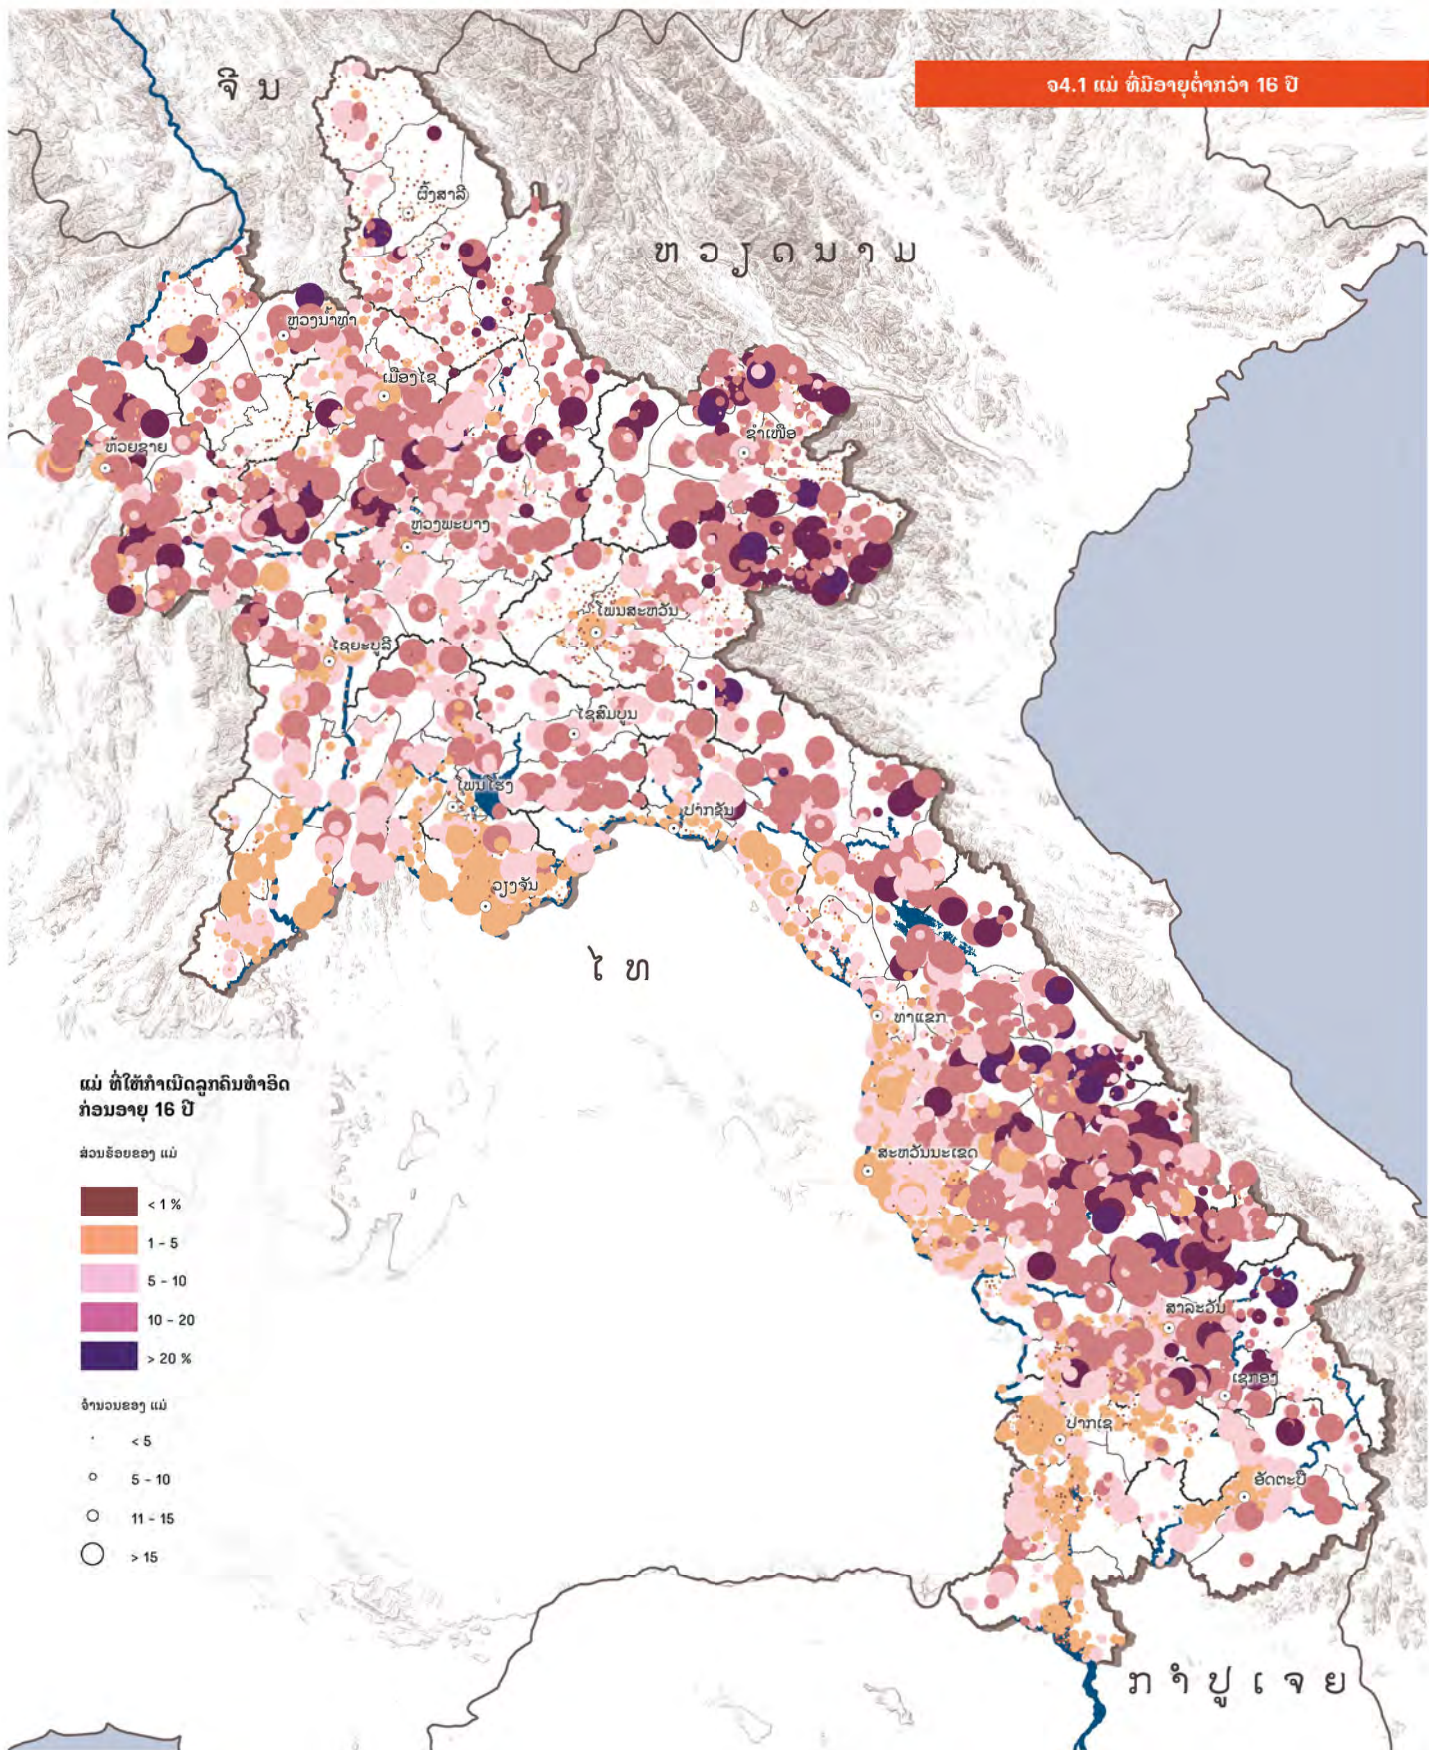 ຈ4.1 ແມ່ ທີ່ມີອາຍຸຕ່ຳກວ່າ 16 ປີ
ຈີນ
ຜົ້ງສາລີ
ຫວຽດນາມ
ຫຼວງນ້ຳທາ
ເມືອງໄຊ
ຊຳເໜືອ
ຫ້ວຍຊາຍ
ຫຼວງພະບາງ
ໂພນສະຫວັນ
ໄຊຍະບູລີ
ໄຊສົມບູນ
ໂພນໂຮງ
ປາກຊັນ
ວຽງຈັນ
ໄທ
ທາແຂກ
ສະຫວັນນະເຂດ
ສາລະວັນ
ເຊກອງ
ປາກເຊ
ອັດຕະປື
ກຳປູເຈຍ
ແມ່ ທີ່ໃຫ້ກຳເນີດລູກຄົນທຳອິດ
ກ່ອນອາຍຸ 16 ປີ
ສ່ວນຮ້ອຍຂອງ ແມ່
< 1 %
1 - 5
5 - 10
10 - 20
> 20 %
ຈຳນວນຂອງ ແມ່
< 5
5 - 10
11 - 15
> 15